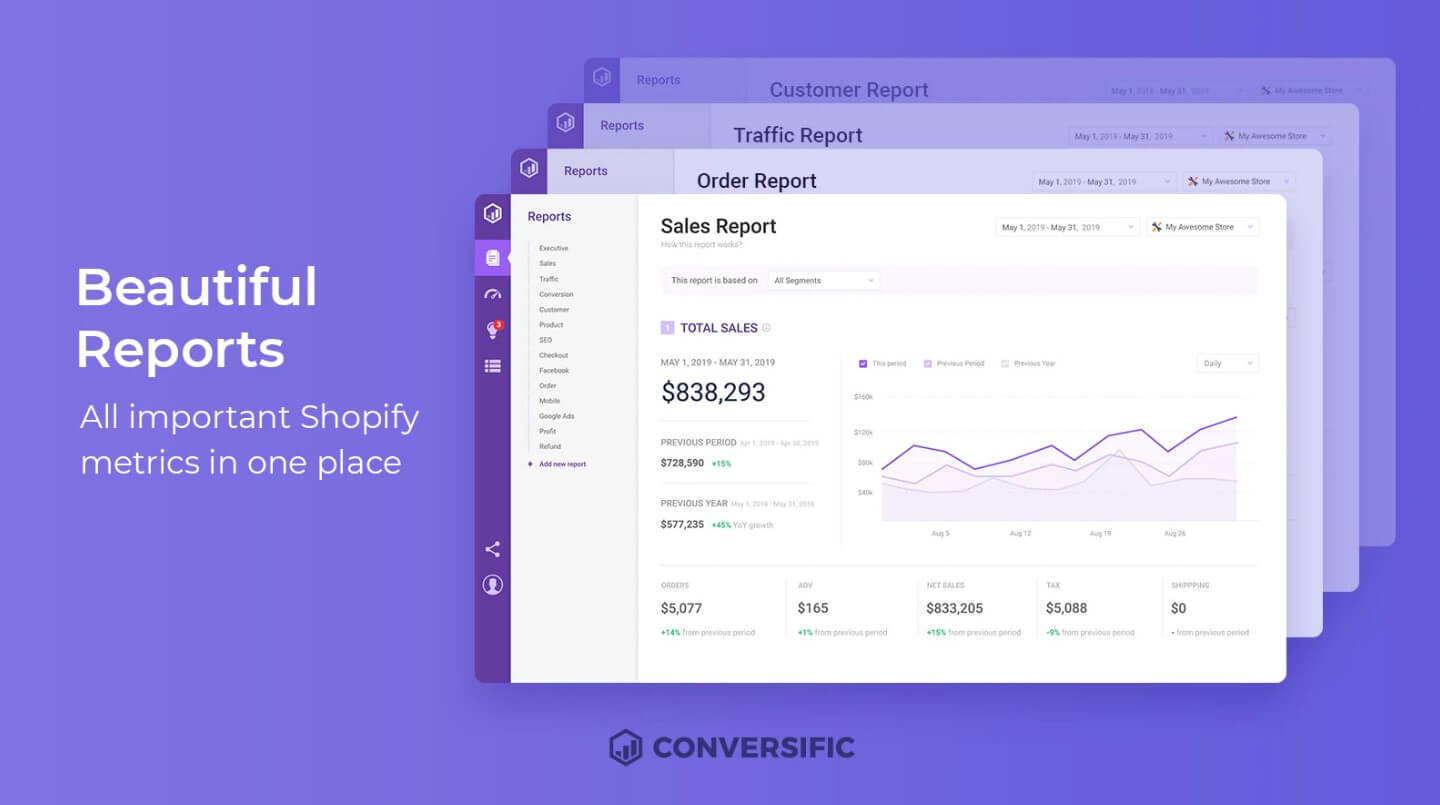 Beautiful
Reports
All important Shopify
metrics in one place
Reports
Customer Report
May 1, 2019 - May 31, 2019
My Awesome Store
Reports
Traffic Report
May 1, 2019 - May 31, 2019
My Awesome Store
Reports
Order Report
May 1, 2019 - May 31, 2019
My Awesome Store
Reports
Executive
Sales
Traffic
Conversion
Customer
Product
SEO
Checkout
Facebook
Order
Mobile
Google Ads
Profit
Refund
+ Add new report
3
Sales Report
How this report works?
May 1, 2019 - May 31, 2019
My Awesome Store
This report is based on All Segments
1 TOTAL SALES
MAY 1, 2019 - MAY 31, 2019
$838,293
PREVIOUS PERIOD Apr 1, 2019 - Apr 30, 2019
$728,590 +15%
PREVIOUS YEAR May 1, 2018 - May 31, 2018
$577,235 +45% YoY growth
This period Previous Period Previous Year
Daily
$160k
$120k
$80k
$40k
Aug 5 Aug 12 Aug 19 Aug 26
ORDERS
$5,077
+14% from previous period
AOV
$165
+1% from previous period
NET SALES
$833,205
+15% from previous period
TAX
$5,088
-9% from previous period
SHIPPPING
$0
- from previous period
CONVERSIFIC